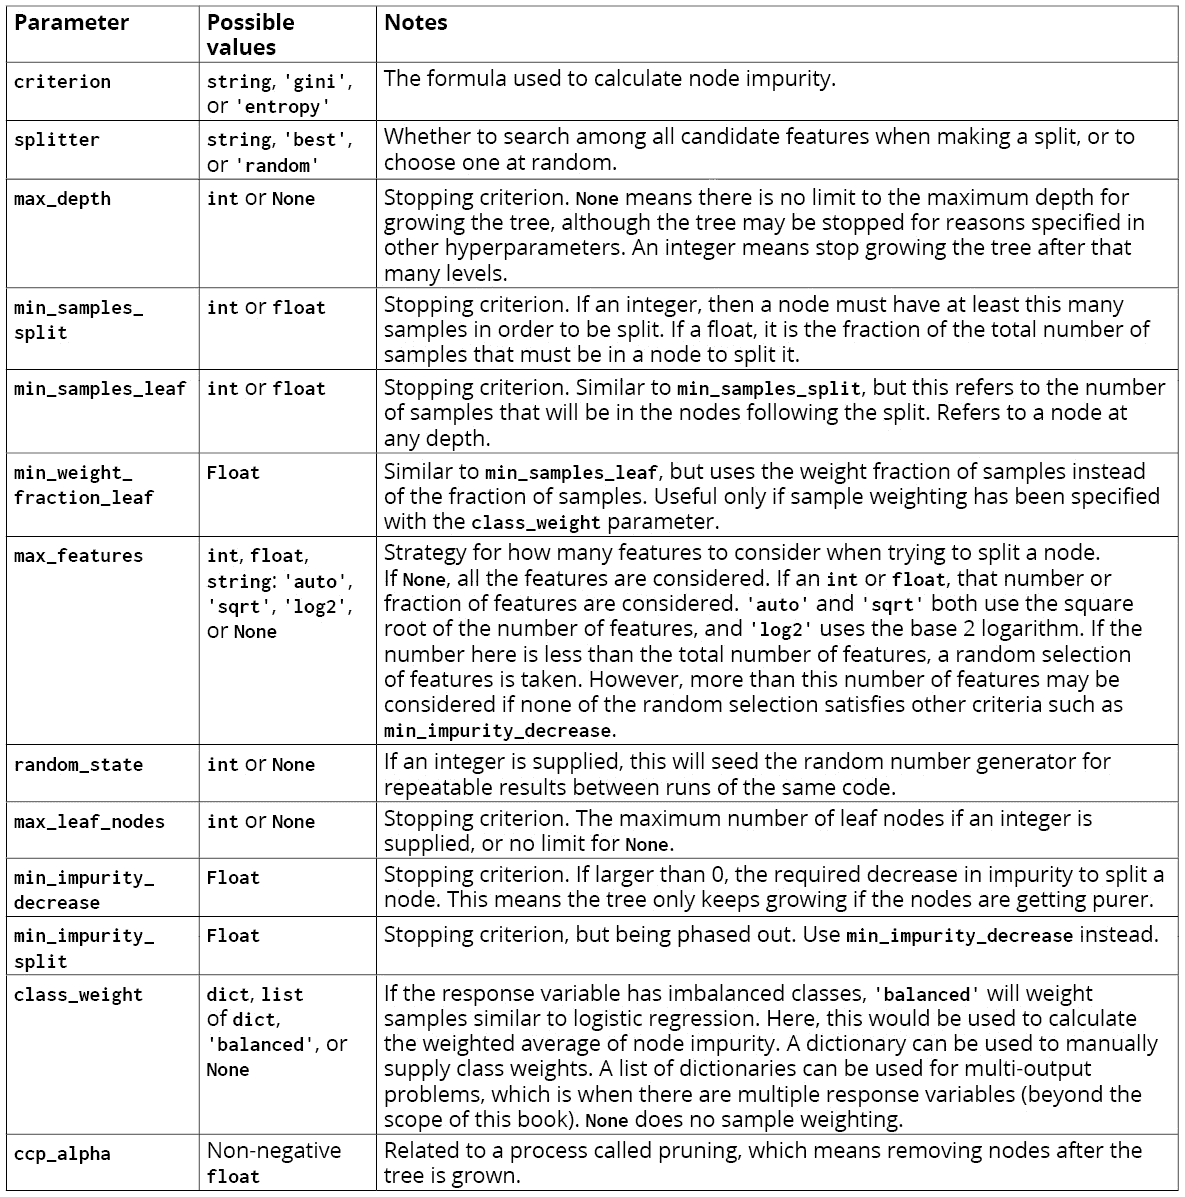 Parameter
Possible
values
Notes
criterion
string, 'gini',
or 'entropy'
The formula used to calculate node impurity.
splitter
string, 'best',
or 'random'
Whether to search among all candidate features when making a split, or to
choose one at random.
max_depth
int or None
Stopping criterion. None means there is no limit to the maximum depth for
growing the tree, although the tree may be stopped for reasons specified in
other hyperparameters. An integer means stop growing the tree after that
many levels.
min_samples_
split
int or float
Stopping criterion. If an integer, then a node must have at least this many
samples in order to be split. If a float, it is the fraction of the total number of
samples that must be in a node to split it.
min_samples_leaf
int or float
Stopping criterion. Similar to min_samples_split, but this refers to the number
of samples that will be in the nodes following the split. Refers to a node at
any depth.
min_weight_
fraction_leaf
Float
Similar to min_samples_leaf, but uses the weight fraction of samples instead
of the fraction of samples. Useful only if sample weighting has been specified
with the class_weight parameter.
max_features
int, float,
string: 'auto',
'sqrt', 'log2',
or None
Strategy for how many features to consider when trying to split a node.
If None, all the features are considered. If an int or float, that number or
fraction of features are considered. 'auto' and 'sqrt' both use the square
root of the number of features, and 'log2' uses the base 2 logarithm. If the
number here is less than the total number of features, a random selection
of features is taken. However, more than this number of features may be
considered if none of the random selection satisfies other criteria such as
min_impurity_decrease.
random_state
int or None
If an integer is supplied, this will seed the random number generator for
repeatable results between runs of the same code.
max_leaf_nodes
int or None
Stopping criterion. The maximum number of leaf nodes if an integer is
supplied, or no limit for None.
min_impurity_
decrease
Float
Stopping criterion. If larger than 0, the required decrease in impurity to split a
node. This means the tree only keeps growing if the nodes are getting purer.
min_impurity_
split
Float
Stopping criterion, but being phased out. Use min_impurity_decrease instead.
class_weight
dict, list
of dict,
'balanced', or
None
If the response variable has imbalanced classes, 'balanced' will weight
samples similar to logistic regression. Here, this would be used to calculate
the weighted average of node impurity. A dictionary can be used to manually
supply class weights. A list of dictionaries can be used for multi-output
problems, which is when there are multiple response variables (beyond the
scope of this book). None does no sample weighting.
ccp_alpha
Non-negative
float
Related to a process called pruning, which means removing nodes after the
tree is grown.